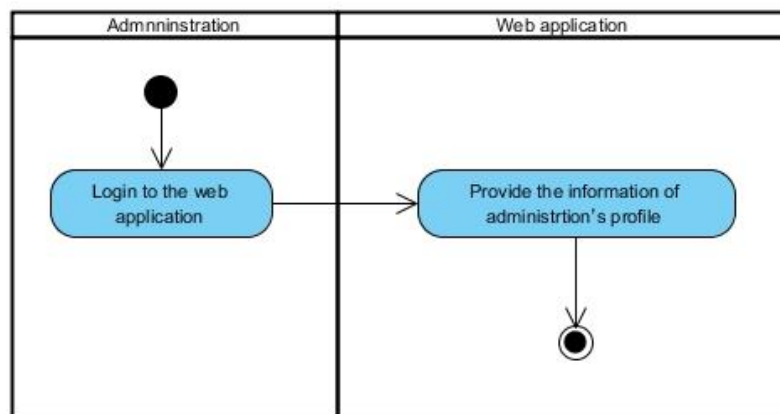 Admnninstration
Web application
Login to the web
application
Provide the information of
administrtion's profile